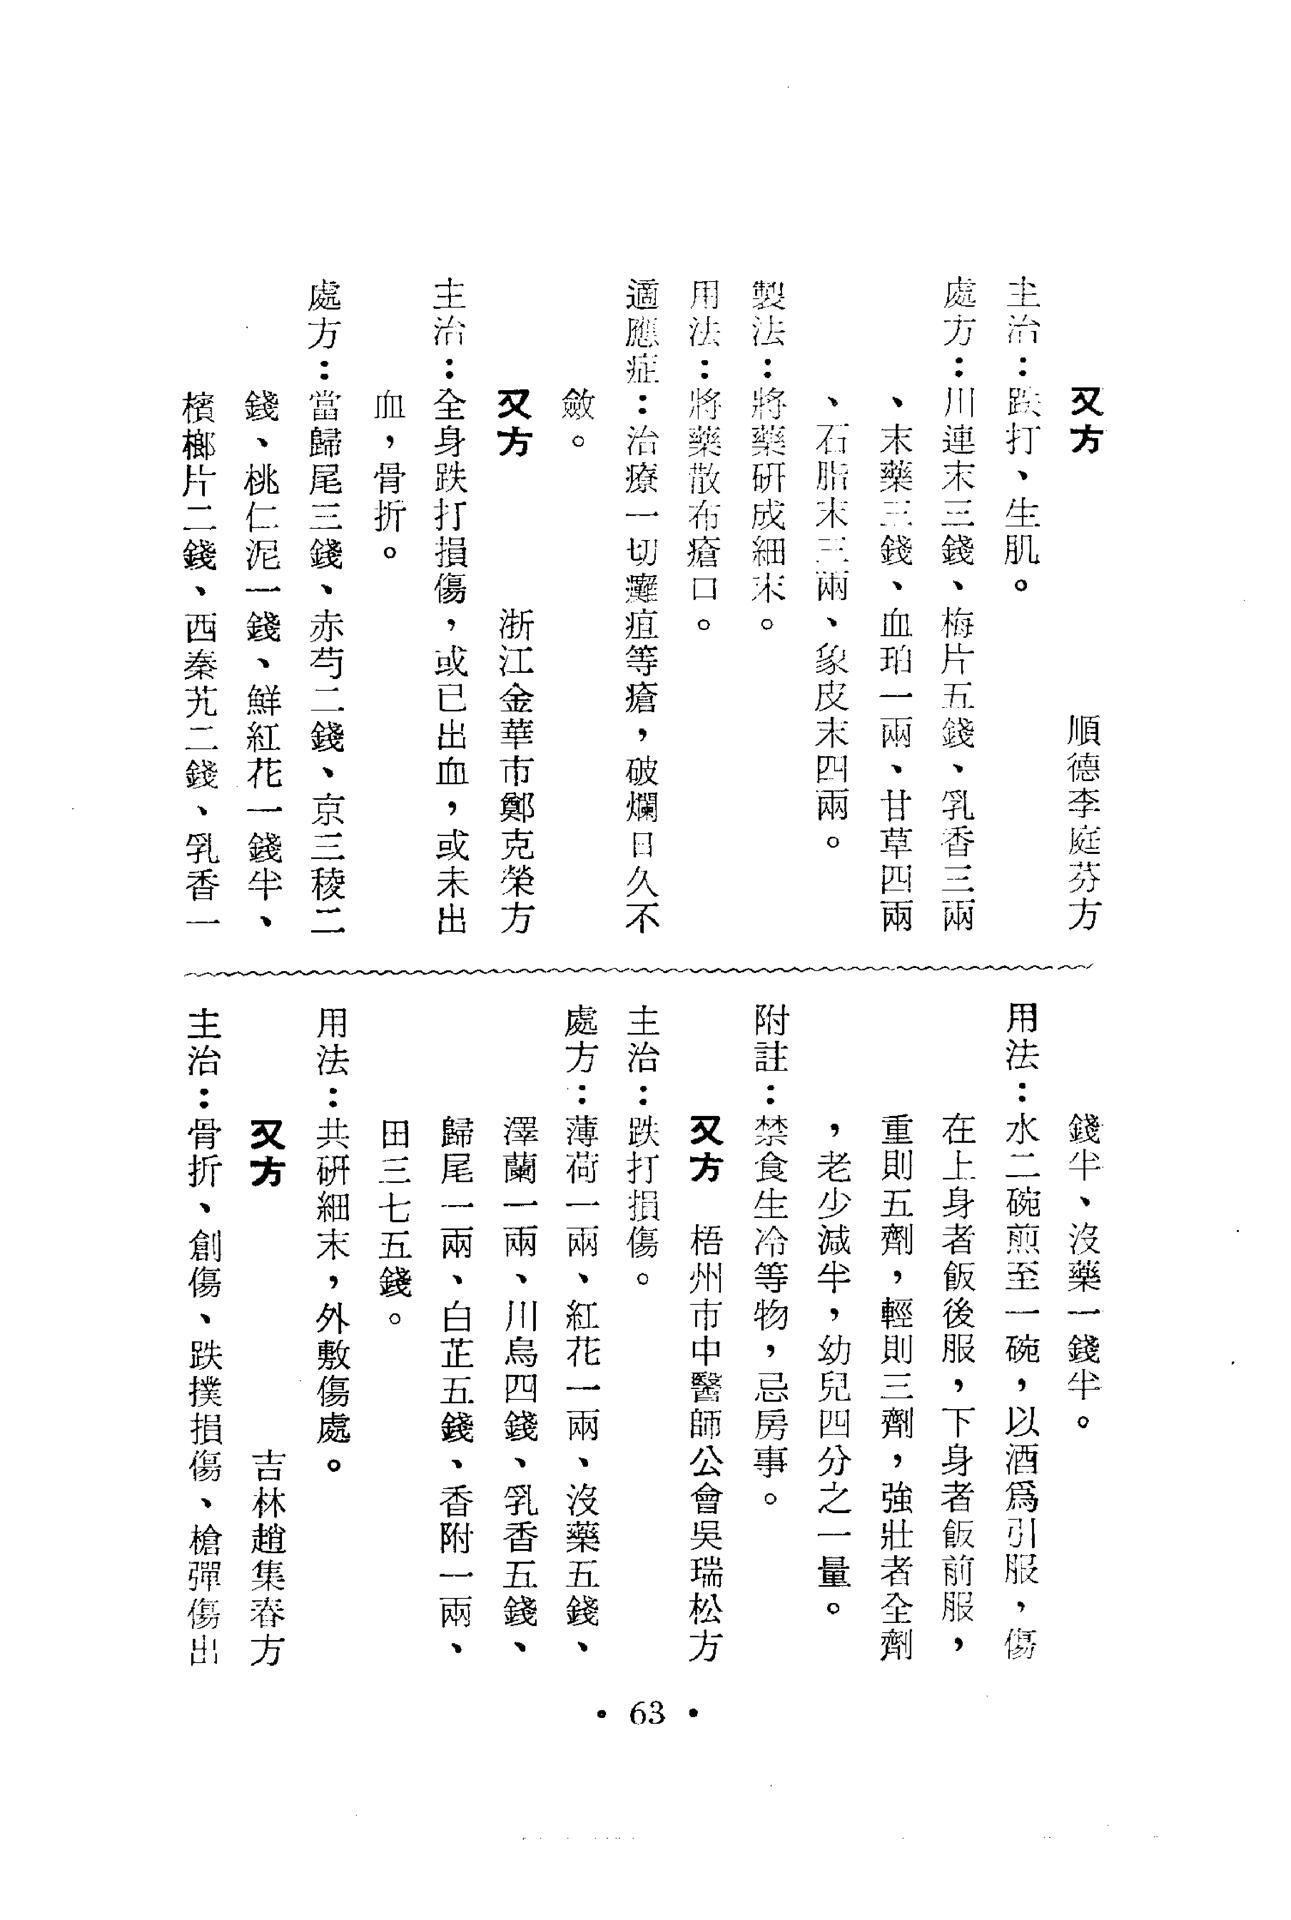 又方　順德李庭芬方
主治：跌打、生肌。
處方：川連末三錢、梅片五錢、乳香三兩
、末藥三錢、血珀一兩、甘草四兩
、石脂末三兩、象皮末四兩。
製法：將藥研成細末。
用法：將藥散布瘡口。
適應症：治療一切癰疽等瘡，破爛日久不
斂。
又方　浙江金華市鄭克榮方
主治：全身跌打損傷，或已出血，或未出
血，骨折。
處方：當歸尾三錢、赤芍二錢、京三稜二
錢、桃仁泥一錢、鮮紅花一錢半、
檳榔片二錢、西秦艽二錢、乳香一
錢半、沒藥一錢半。
用法：水二碗煎至一碗，以酒爲引服，傷
在上身者飯後服，下身者飯前服，
重則五劑，輕則三劑，強壯者全劑
，老少減半，幼兒四分之一量。
附註：禁食生冷等物，忌房事。
又方　梧州市中醫師公會吳瑞松方
主治：跌打損傷。
處方：薄荷一兩、紅花一兩、沒藥五錢、
澤蘭一兩、川烏四錢、乳香五錢、
歸尾一兩、白芷五錢、香附一兩、
田三七五錢。
用法：共研細末，外敷傷處。
又方　吉林趙集春方
主治：骨折、創傷、跌撲損傷、槍彈傷出
• 63 •